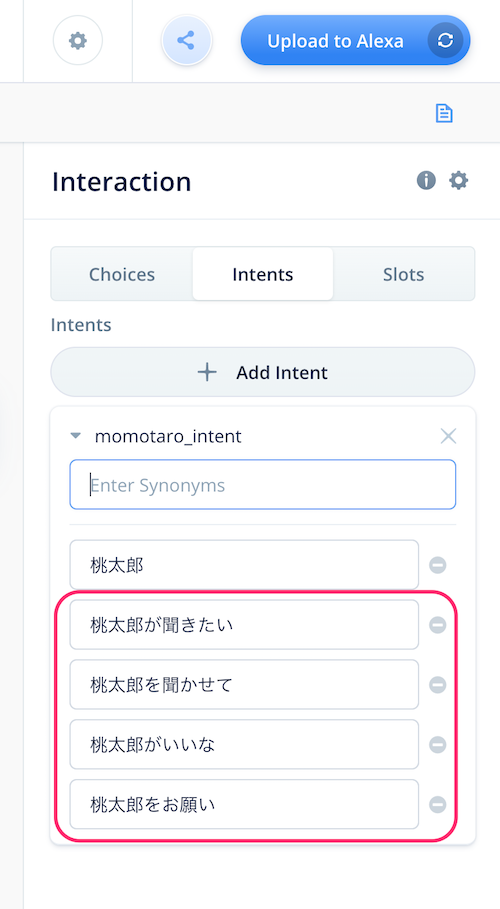 Upload to Alexa
Interaction
Choices
Intents
Slots
Intents
Add Intent
momotaro_intent
Enter Synonyms
桃太郎
桃太郎が聞きたい
桃太郎を聞かせて
桃太郎がいいな
桃太郎をお願い